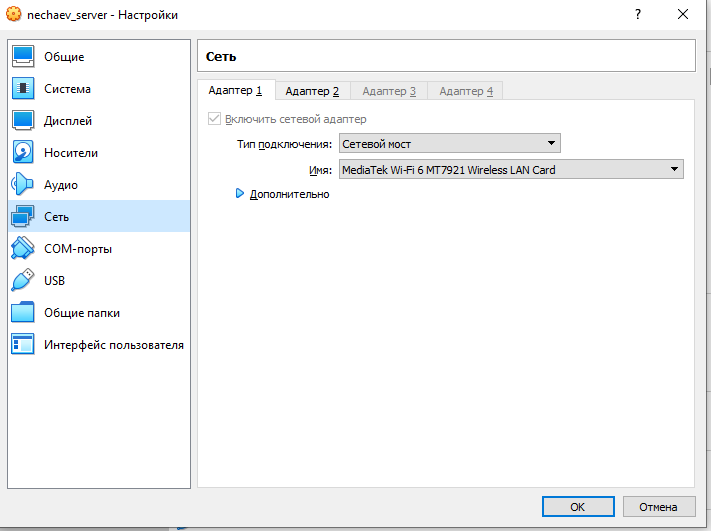 nechaev_server - Настройки
?
Общие
Система
Дисплей
Носители
Аудио
Сеть
COM-порты
USB
Общие папки
Интерфейс пользователя
Сеть
Адаптер 1 Адаптер 2 Адаптер 3 Адаптер 4
Включить сетевой адаптер
Тип подключения: Сетевой мост
Имя: MediaTek Wi-Fi 6 MT7921 Wireless LAN Card
Дополнительно
OK Отмена